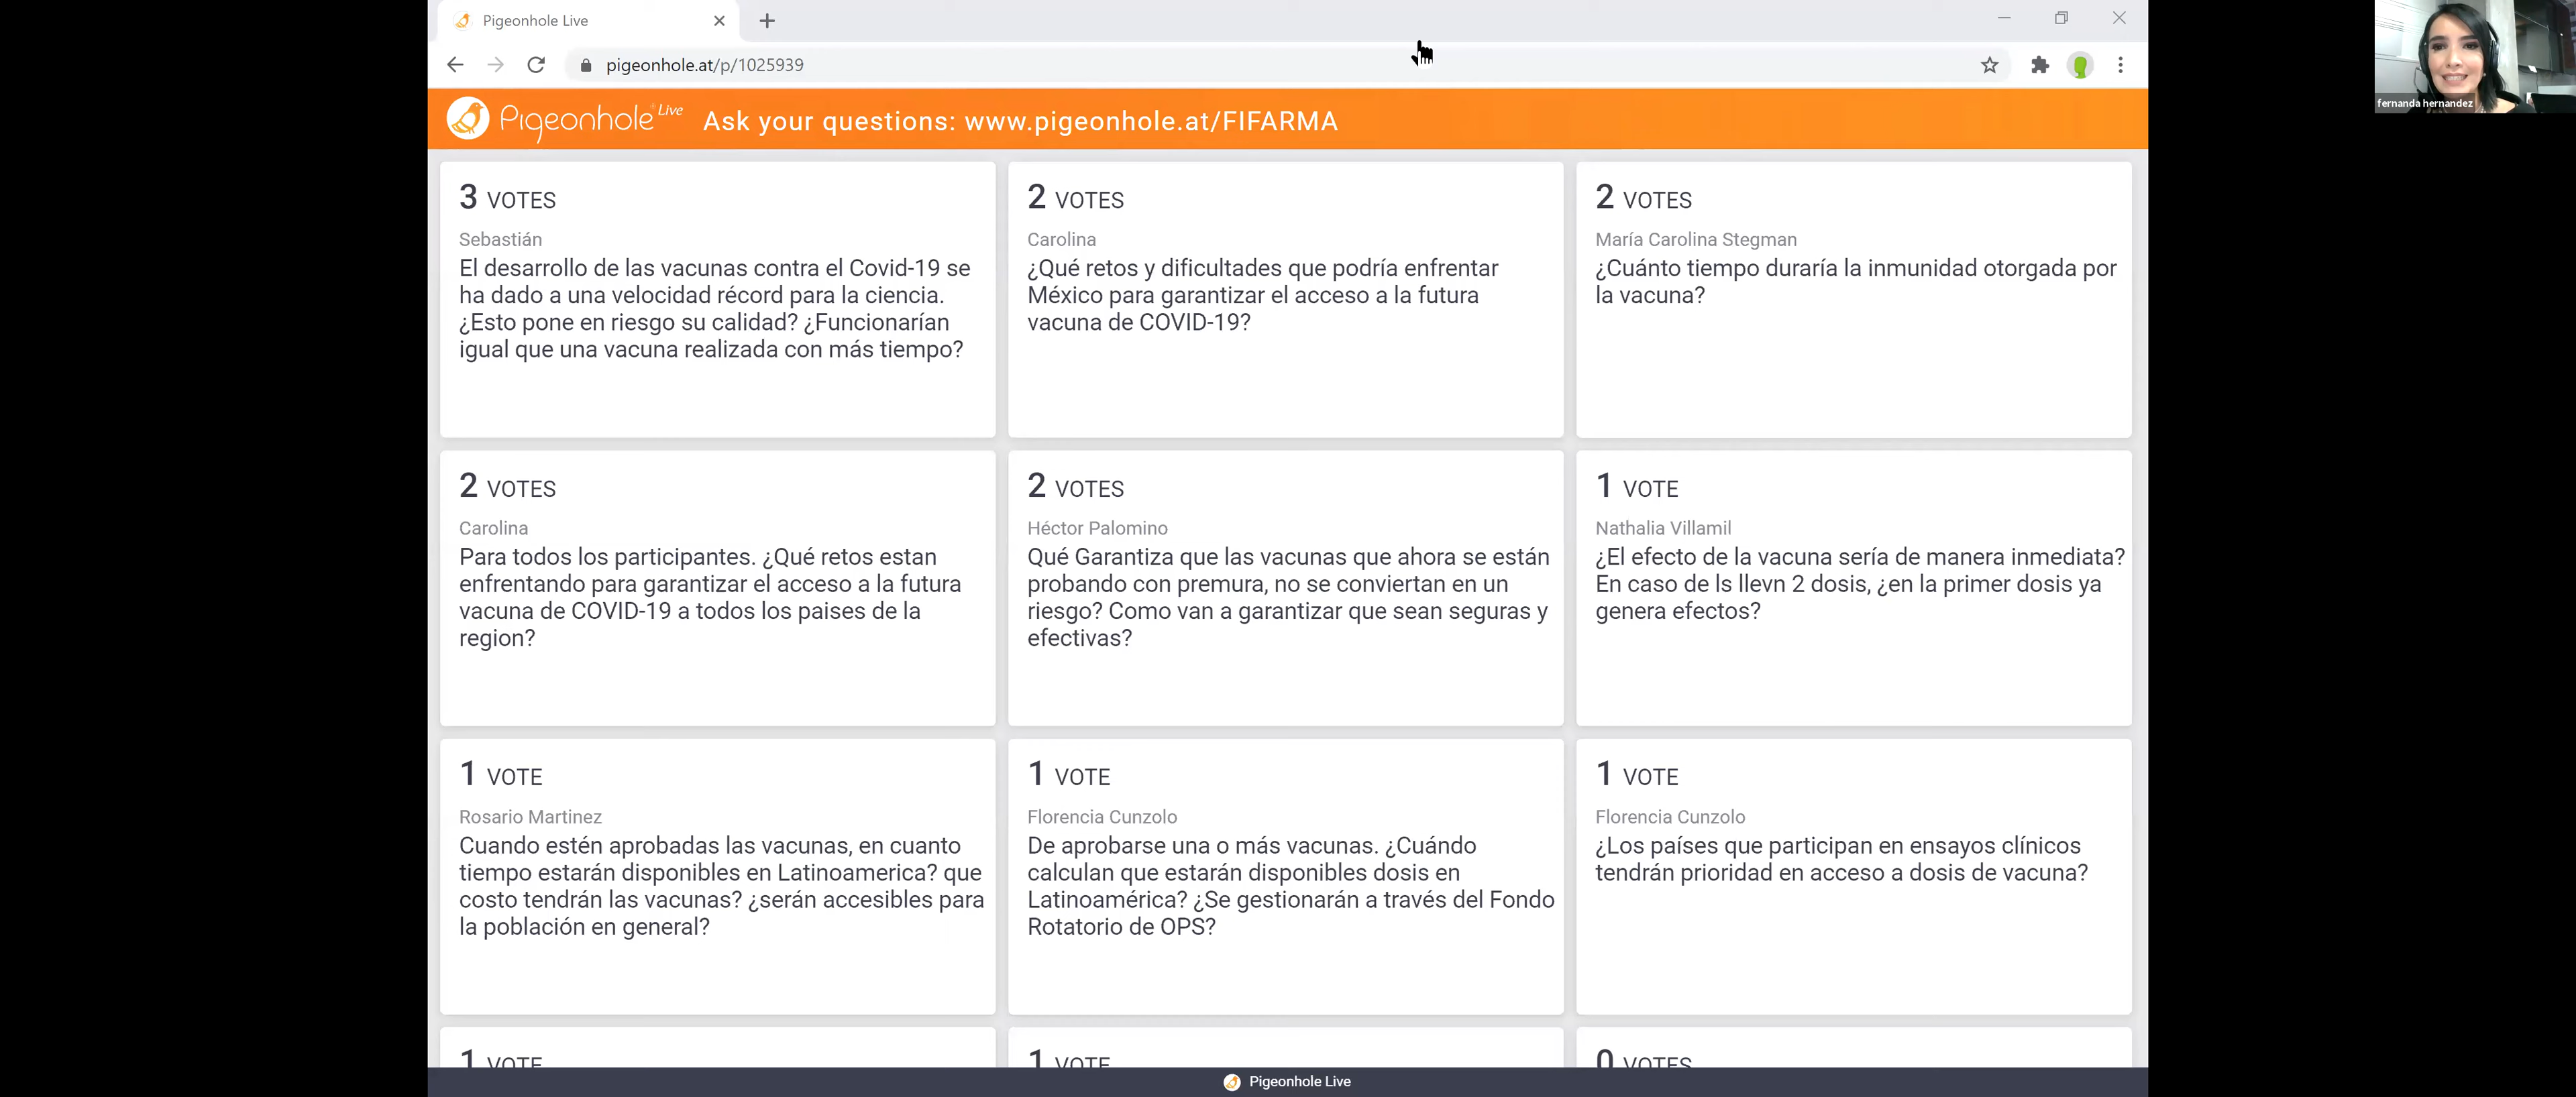 Pigeonhole Live
pigeonhole.at/p/1025939
fernanda hernandez
Pigeonhole Live
Ask your questions: www.pigeonhole.at/FIFARMA
3 VOTES
Sebastián
El desarrollo de las vacunas contra el Covid-19 se
ha dado a una velocidad récord para la ciencia.
¿Esto pone en riesgo su calidad? ¿Funcionarían
igual que una vacuna realizada con más tiempo?
2 VOTES
Carolina
¿Qué retos y dificultades que podría enfrentar
México para garantizar el acceso a la futura
vacuna de COVID-19?
2 VOTES
María Carolina Stegman
¿Cuánto tiempo duraría la inmunidad otorgada por
la vacuna?
2 VOTES
Carolina
Para todos los participantes. ¿Qué retos estan
enfrentando para garantizar el acceso a la futura
vacuna de COVID-19 a todos los paises de la
region?
2 VOTES
Héctor Palomino
Qué Garantiza que las vacunas que ahora se están
probando con premura, no se conviertan en un
riesgo? Como van a garantizar que sean seguras y
efectivas?
1 VOTE
Nathalia Villamil
¿El efecto de la vacuna sería de manera inmediata?
En caso de ls llevn 2 dosis, ¿en la primer dosis ya
genera efectos?
1 VOTE
Rosario Martinez
Cuando estén aprobadas las vacunas, en cuanto
tiempo estarán disponibles en Latinoamerica? que
costo tendrán las vacunas? ¿serán accesibles para
la población en general?
1 VOTE
Florencia Cunzolo
De aprobarse una o más vacunas. ¿Cuándo
calculan que estarán disponibles dosis en
Latinoamérica? ¿Se gestionarán a través del Fondo
Rotatorio de OPS?
1 VOTE
Florencia Cunzolo
¿Los países que participan en ensayos clínicos
tendrán prioridad en acceso a dosis de vacuna?
1 VOTE
1 VOTE
0 VOTES
Pigeonhole Live